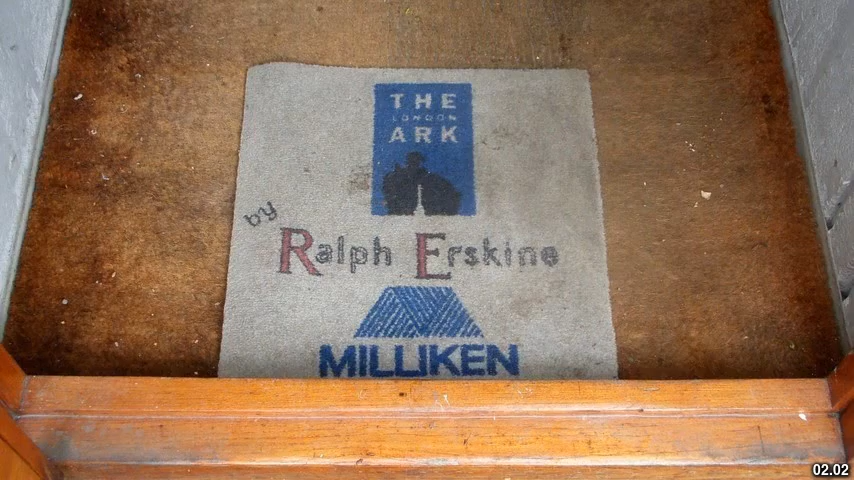 THE
LONDON
ARK
by
Ralph Erskine
MILLIKEN
02.02